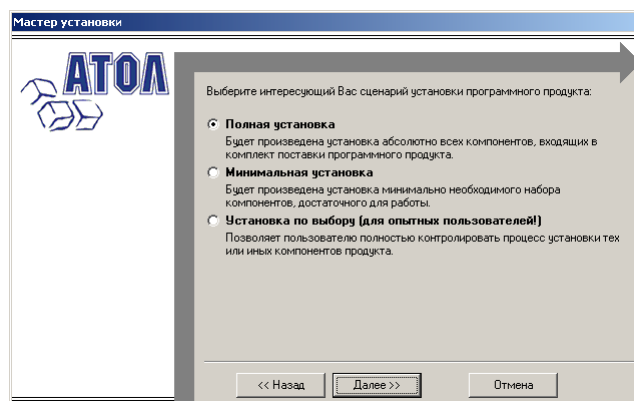 Мастер установки
АТОЛ
Выберите интересующий Вас сценарий установки программного продукта:
Полная установка
Будет произведена установка абсолютно всех компонентов, входящих в
комплект поставки программного продукта.
Минимальная установка
Будет произведена установка минимально необходимого набора
компонентов, достаточного для работы.
Установка по выбору (для опытных пользователей!)
Позволяет пользователю полностью контролировать процесс установки тех
или иных компонентов продукта.
<< Назад Далее >> Отмена